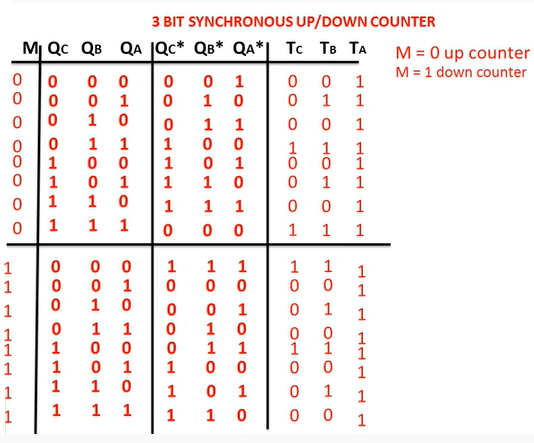 3 BIT SYNCHRONOUS UP/DOWN COUNTER
M QC QB QA QC* QB* QA* TC TB TA
M = 0 up counter
M = 1 down counter
0 0 0 0 0 0 1 0 0 1
0 0 0 1 0 1 0 0 1 1
0 0 1 0 0 1 1 0 0 1
0 0 1 1 1 0 0 1 1 1
0 1 0 0 1 0 1 0 0 1
0 1 0 1 1 1 0 0 1 1
0 1 1 0 1 1 1 0 0 1
0 1 1 1 0 0 0 1 1 1
1 0 0 0 1 1 1 1 1 1
1 0 0 1 0 0 0 0 0 1
1 0 1 0 0 0 1 0 1 1
1 0 1 1 0 1 0 0 0 1
1 1 0 0 0 1 1 1 1 1
1 1 0 1 1 0 0 0 0 1
1 1 1 0 1 0 1 0 1 1
1 1 1 1 1 1 0 0 0 1